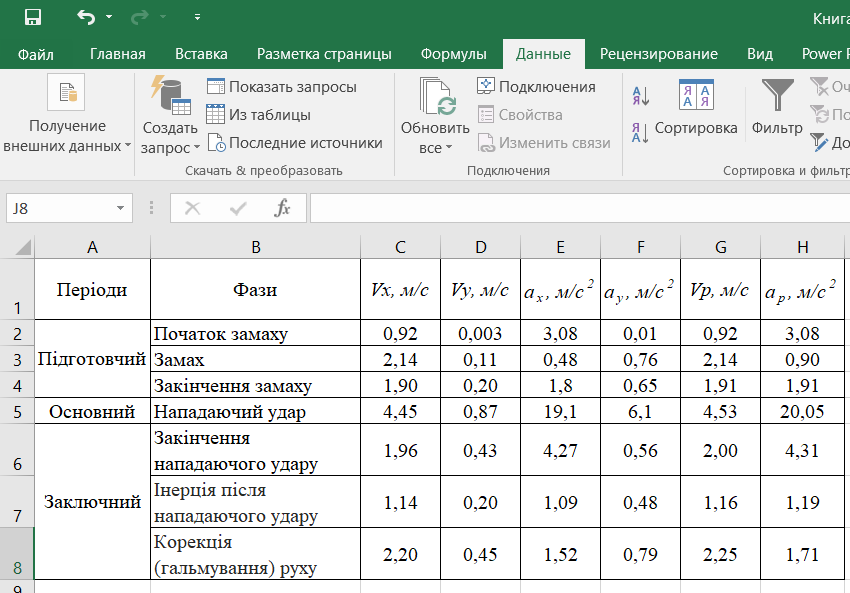 Книга
Файл Главная Вставка Разметка страницы Формулы Данные Рецензирование Вид Power P
Получение внешних данных
Создать запрос
Показать запросы
Из таблицы
Последние источники
Скачать & преобразовать
Обновить все
Подключения
Свойства
Изменить связи
Подключения
Сортировка
Фильтр
Оч
По
До
Сортировка и фильтр
J8 fx
A B C D E F G H
1 Періоди Фази Vx, м/с Vy, м/с a x, м/с 2 a y, м/с 2 Vp, м/с a p, м/с 2
2 Підготовчий Початок замаху 0,92 0,003 3,08 0,01 0,92 3,08
3 Замах 2,14 0,11 0,48 0,76 2,14 0,90
4 Закінчення замаху 1,90 0,20 1,8 0,65 1,91 1,91
5 Основний Нападаючий удар 4,45 0,87 19,1 6,1 4,53 20,05
6 Заключний Закінчення нападаючого удару 1,96 0,43 4,27 0,56 2,00 4,31
7 Інерція після нападаючого удару 1,14 0,20 1,09 0,48 1,16 1,19
8 Корекція (гальмування) руху 2,20 0,45 1,52 0,79 2,25 1,71
9